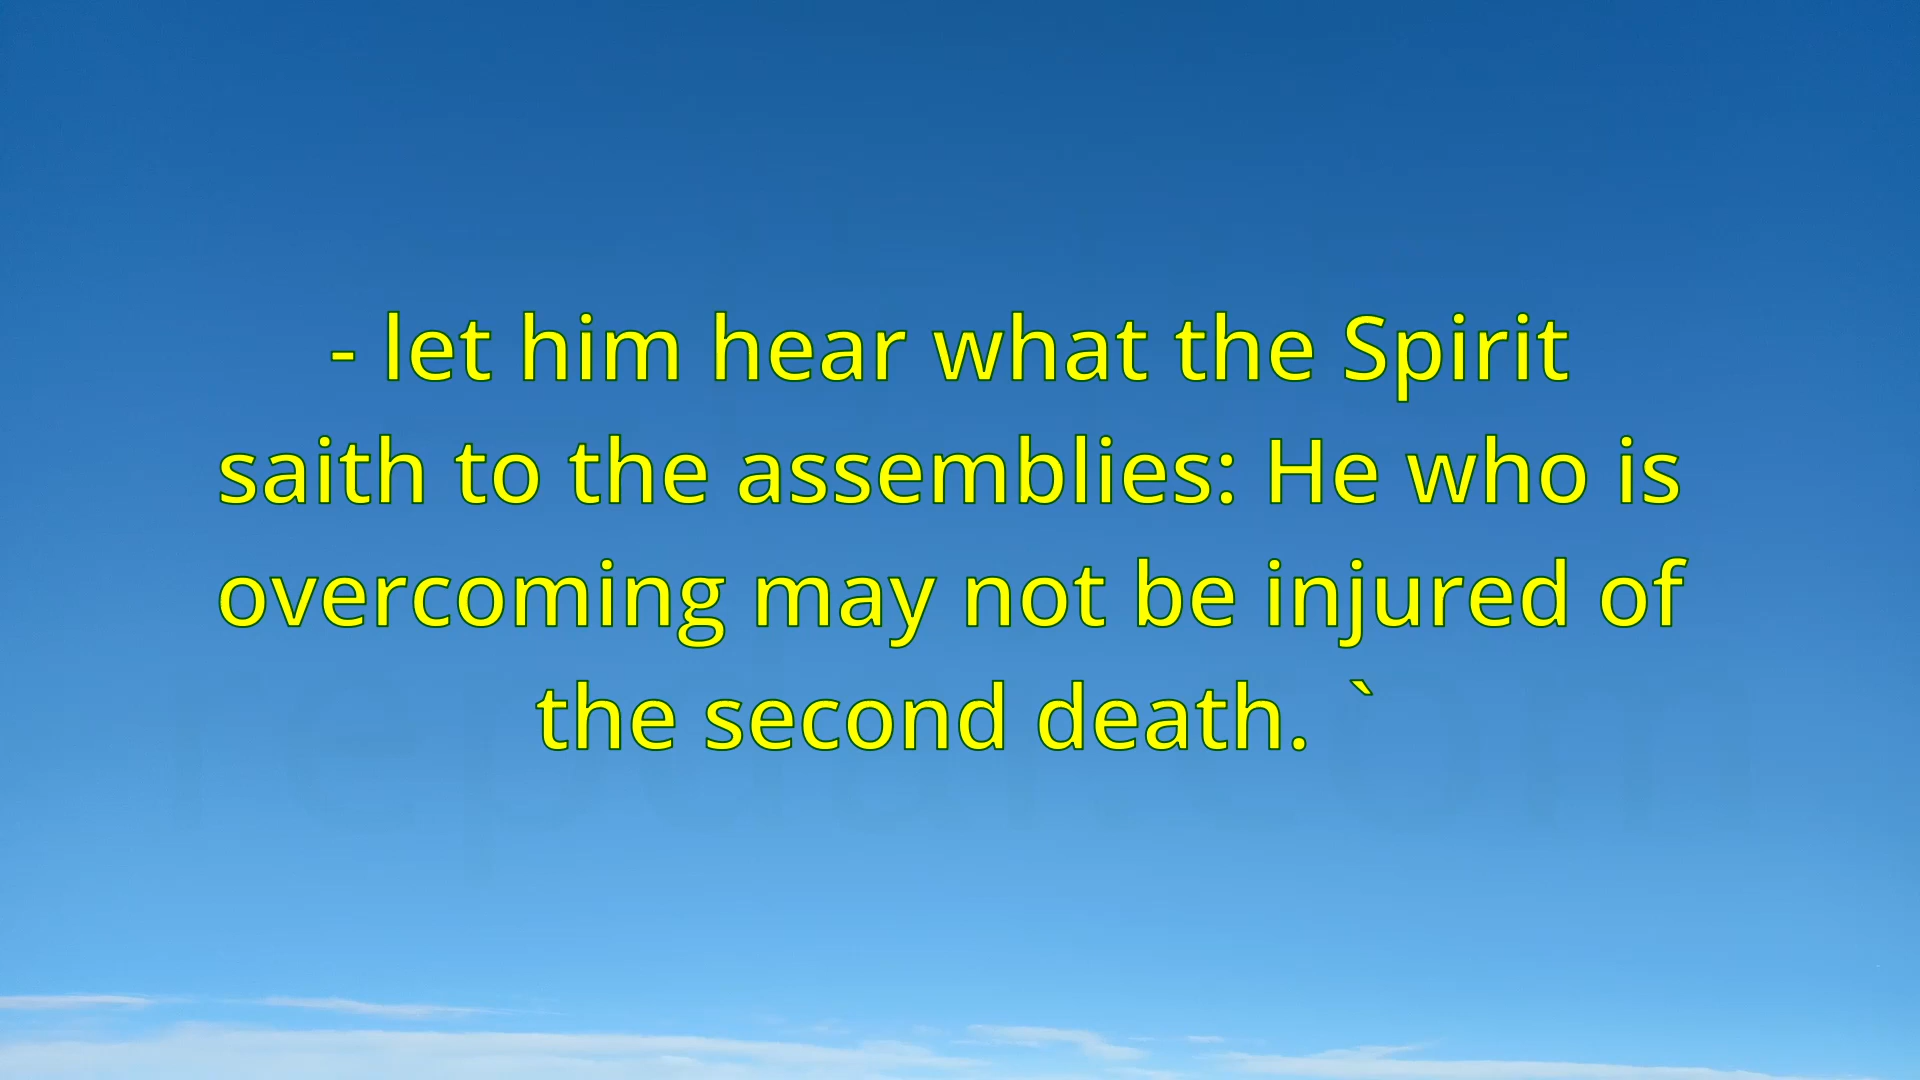 - let him hear what the Spirit
saith to the assemblies: He who is
overcoming may not be injured of
the second death. `